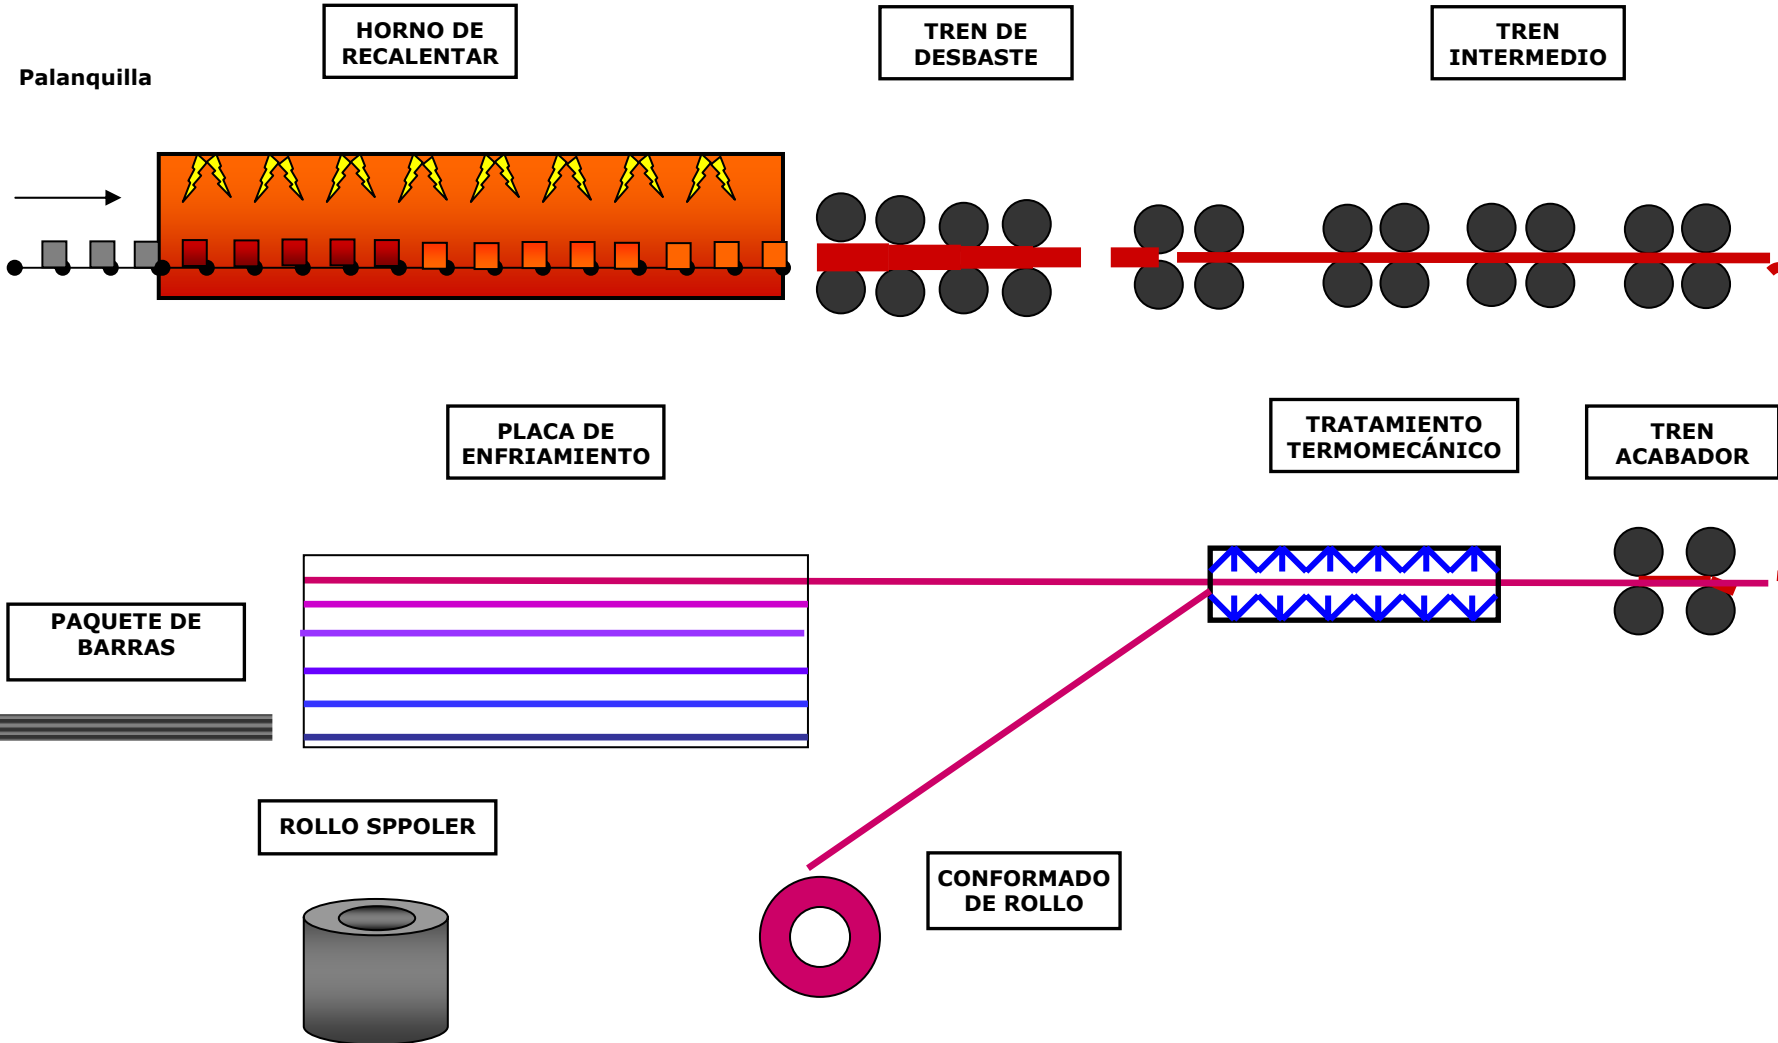 HORNO DE
RECALENTAR
TREN DE
DESBASTE
TREN
INTERMEDIO
Palanquilla
PLACA DE
ENFRIAMIENTO
TRATAMIENTO
TERMOMECÁNICO
TREN
ACABADOR
PAQUETE DE
BARRAS
ROLLO SPPOLER
CONFORMADO
DE ROLLO